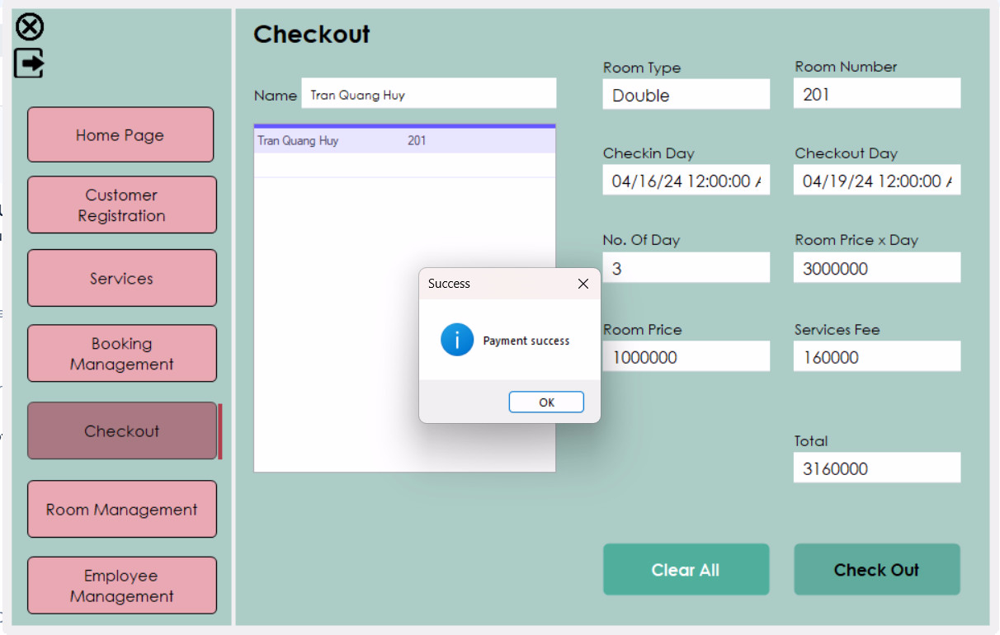 Checkout
Home Page
Customer
Registration
Services
Booking
Management
Checkout
Room Management
Employee
Management
Name
Tran Quang Huy
Tran Quang Huy 201
Room Type
Double
Room Number
201
Checkin Day
04/16/24 12:00:00
Checkout Day
04/19/24 12:00:00
No. Of Day
3
Room Price x Day
3000000
Room Price
1000000
Services Fee
160000
Total
3160000
Clear All
Check Out
Success
Payment success
OK